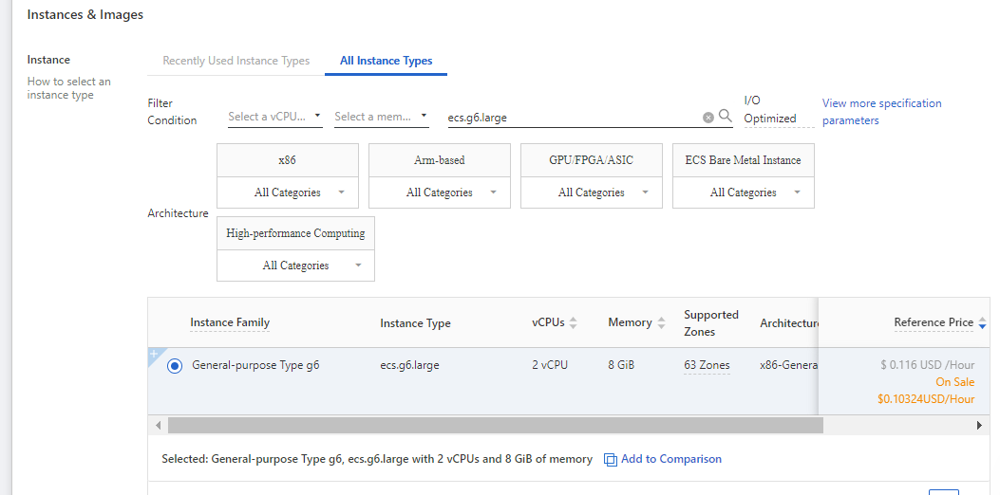 Instances & Images
Instance
How to select an
instance type
Recently Used Instance Types
All Instance Types
Filter
Condition
Select a vCPU...
Select a mem...
ecs.g6.large
I/O
Optimized
View more specification
parameters
Architecture
x86
All Categories
Arm-based
All Categories
GPU/FPGA/ASIC
All Categories
ECS Bare Metal Instance
All Categories
High-performance Computing
All Categories
Instance Family
Instance Type
vCPUs
Memory
Supported
Zones
Architecture
Reference Price
General-purpose Type g6
ecs.g6.large
2 vCPU
8 GiB
63 Zones
x86-Genera
$ 0.116 USD /Hour
On Sale
$0.10324USD/Hour
Selected: General-purpose Type g6, ecs.g6.large with 2 vCPUs and 8 GiB of memory
Add to Comparison